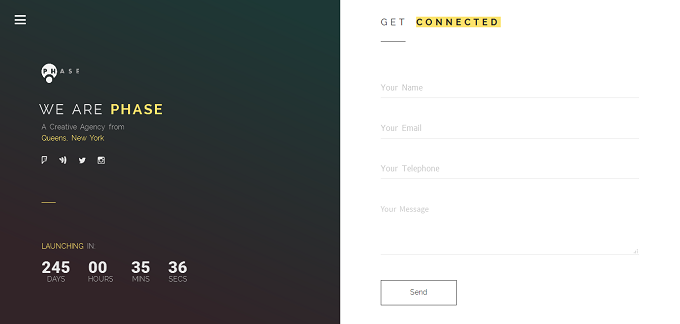 PHASE
WE ARE PHASE
A Creative Agency from
Queens, New York
LAUNCHING IN:
245 00 35 36
DAYS HOURS MINS SECS
GET CONNECTED
Your Name
Your Email
Your Telephone
Your Message
Send